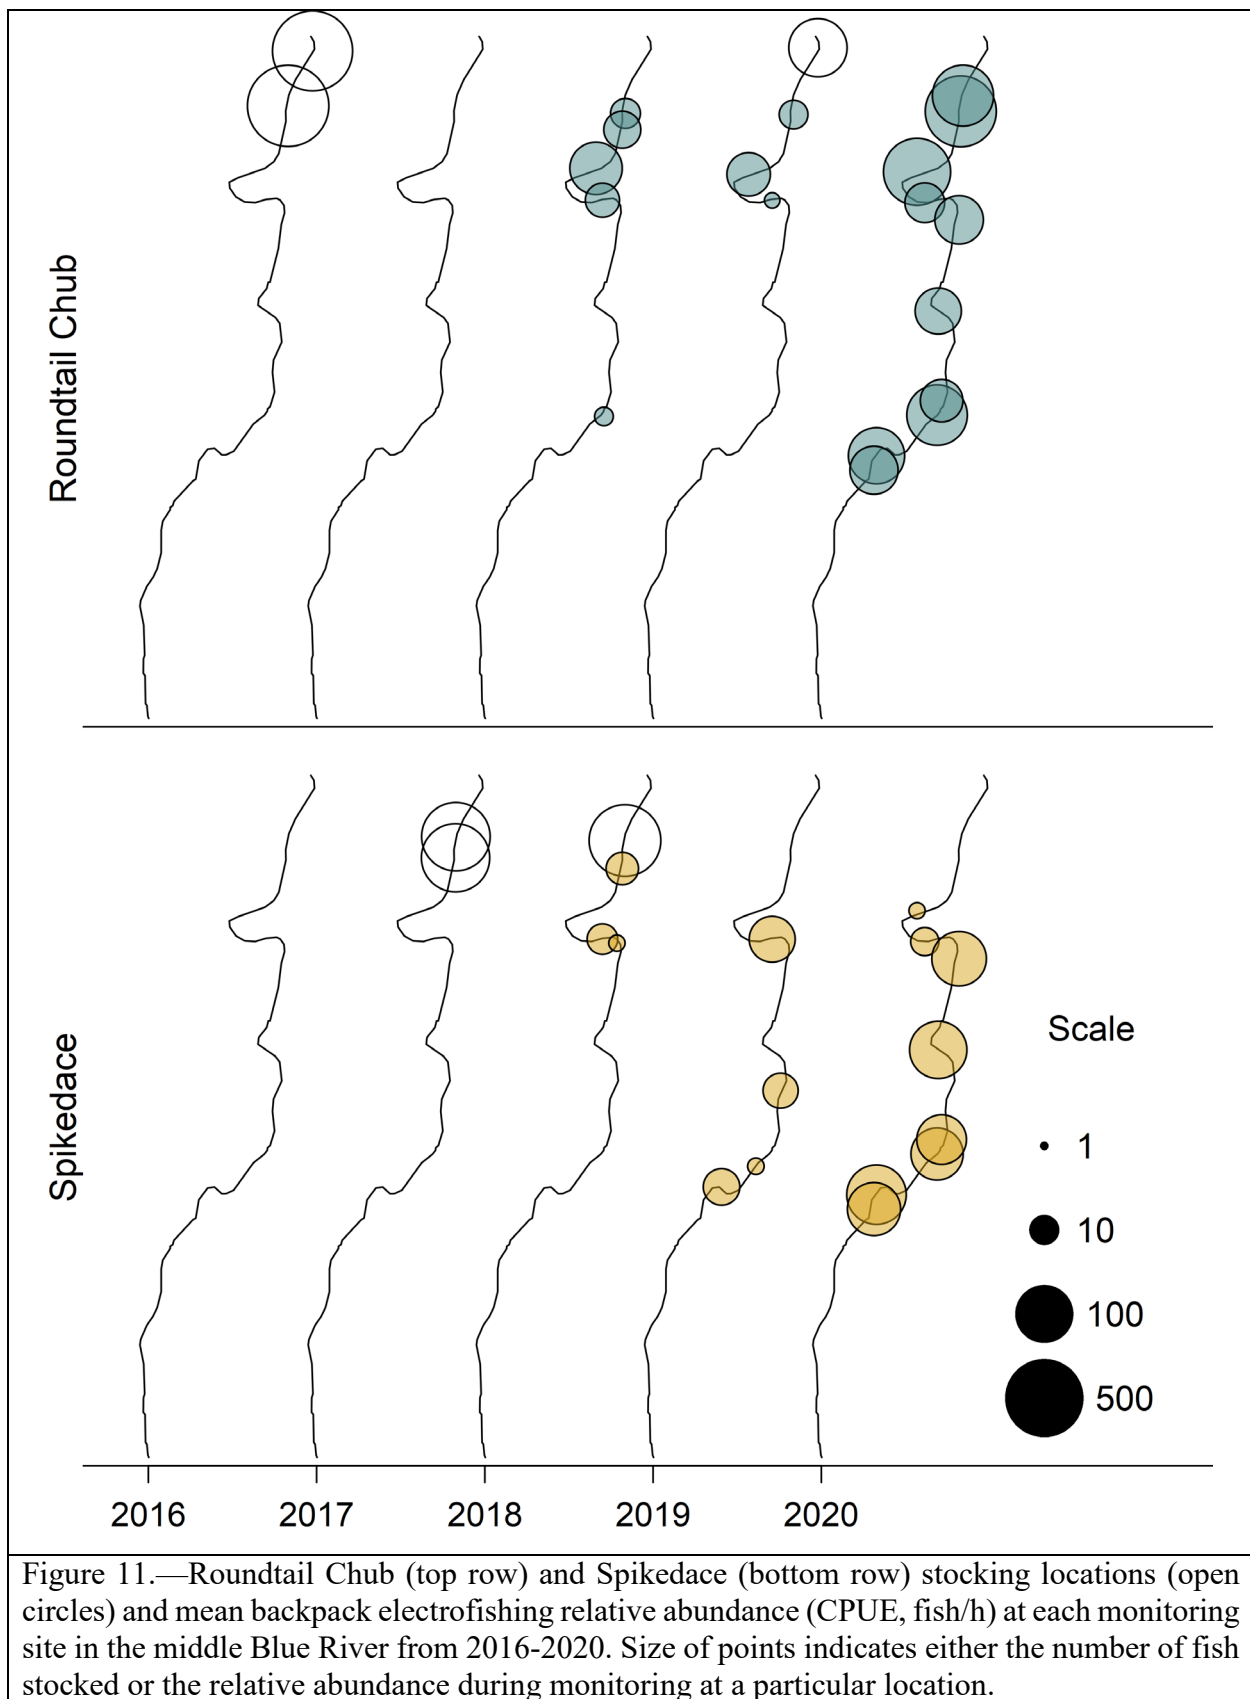 Roundtail Chub
Spikedace
Scale
1
10
100
500
2016 2017 2018 2019 2020
Figure 11.—Roundtail Chub (top row) and Spikedace (bottom row) stocking locations (open
circles) and mean backpack electrofishing relative abundance (CPUE, fish/h) at each monitoring
site in the middle Blue River from 2016-2020. Size of points indicates either the number of fish
stocked or the relative abundance during monitoring at a particular location.